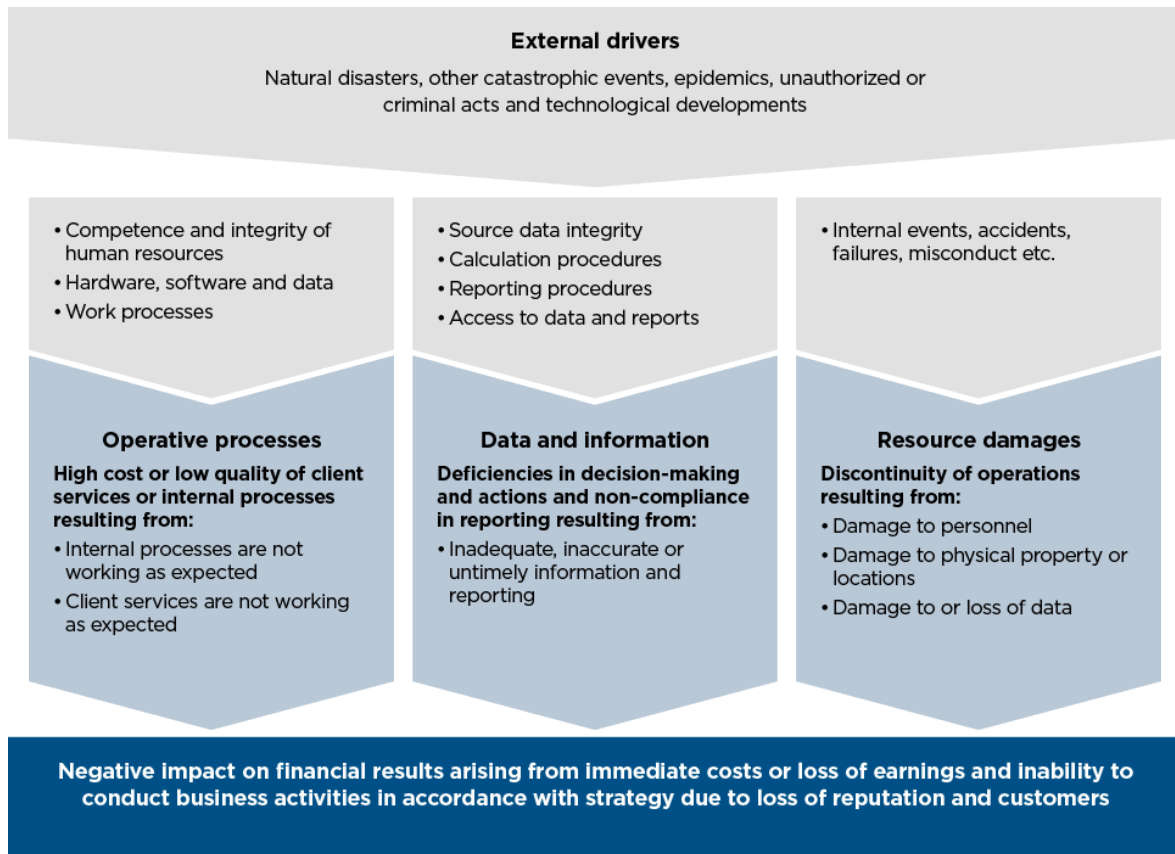 External drivers
Natural disasters, other catastrophic events, epidemics, unauthorized or
criminal acts and technological developments
• Competence and integrity of
human resources
• Hardware, software and data
• Work processes
• Source data integrity
• Calculation procedures
• Reporting procedures
• Access to data and reports
• Internal events, accidents,
failures, misconduct etc.
Operative processes
High cost or low quality of client
services or internal processes
resulting from:
• Internal processes are not
working as expected
• Client services are not working
as expected
Data and information
Deficiencies in decision-making
and actions and non-compliance
in reporting resulting from:
• Inadequate, inaccurate or
untimely information and
reporting
Resource damages
Discontinuity of operations
resulting from:
• Damage to personnel
• Damage to physical property or
locations
• Damage to or loss of data
Negative impact on financial results arising from immediate costs or loss of earnings and inability to
conduct business activities in accordance with strategy due to loss of reputation and customers